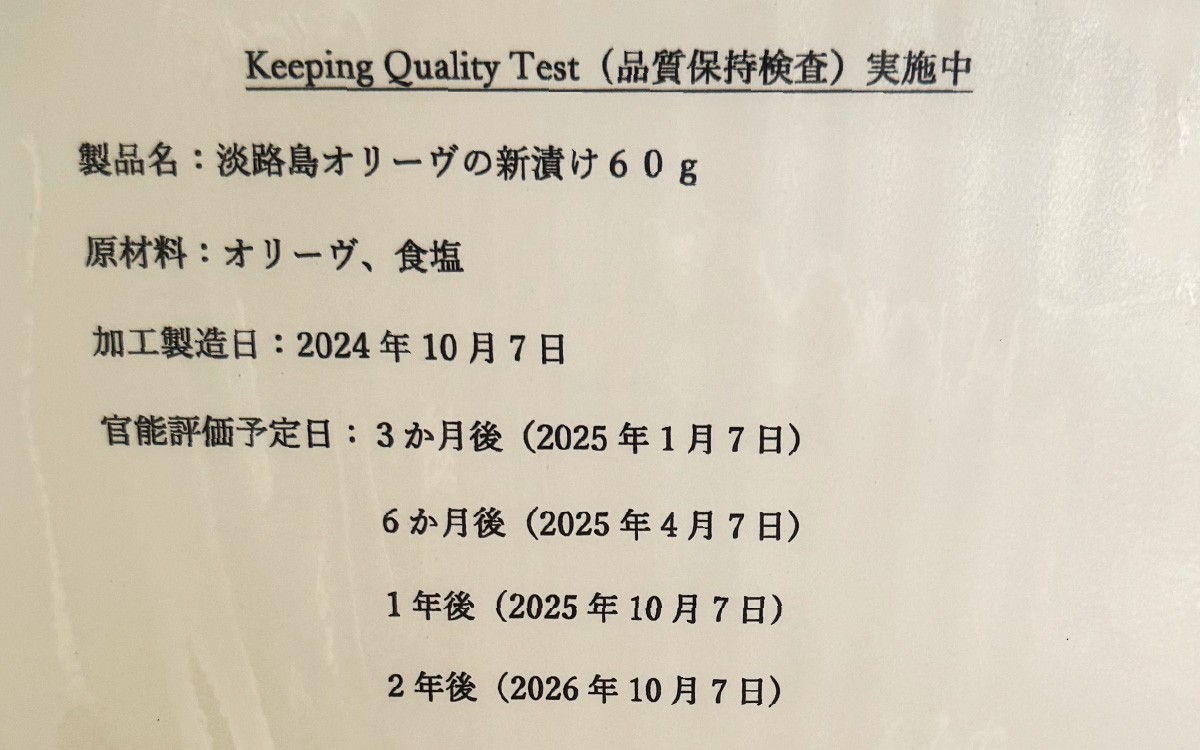 Keeping Quality Test（品質保持検査）実施中
製品名：淡路島オリーヴの新漬け６０ｇ
原材料：オリーヴ、食塩
加工製造日：2024 年 10 月 7 日
官能評価予定日：3 か月後（2025 年 1 月 7 日）
6 か月後（2025 年 4 月 7 日）
1 年後（2025 年 10 月 7 日）
2 年後（2026 年 10 月 7 日）